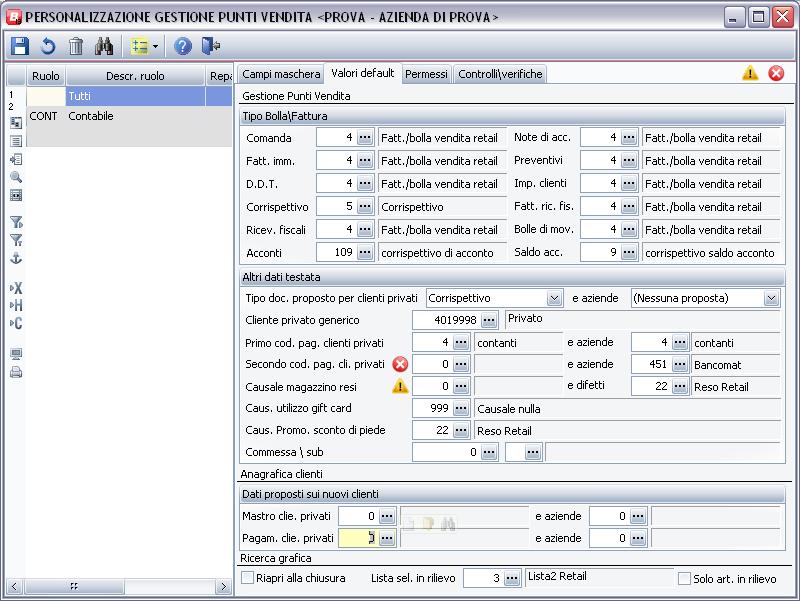 PERSONALIZZAZIONE GESTIONE PUNTI VENDITA <PROVA - AZIENDA DI PROVA>
Ruolo Descr. ruolo Repa
1 Tutti
2
CONT Contabile
X
H
C
Campi maschera Valori default Permessi Controlli\verifiche
Gestione Punti Vendita
Tipo Bolla\Fattura
Comanda 4 Fatt./bolla vendita retail Note di acc. 4 Fatt./bolla vendita retail
Fatt. imm. 4 Fatt./bolla vendita retail Preventivi 4 Fatt./bolla vendita retail
D.D.T. 4 Fatt./bolla vendita retail Imp. clienti 4 Fatt./bolla vendita retail
Corrispettivo 5 Corrispettivo Fatt. ric. fis. 4 Fatt./bolla vendita retail
Ricev. fiscali 4 Fatt./bolla vendita retail Bolle di mov. 4 Fatt./bolla vendita retail
Acconti 109 corrispettivo di acconto Saldo acc. 9 corrispettivo saldo acconto
Altri dati testata
Tipo doc. proposto per clienti privati Corrispettivo e aziende (Nessuna proposta)
Cliente privato generico 4019998 Privato
Primo cod. pag. clienti privati 4 contanti e aziende 4 contanti
Secondo cod. pag. cli. privati 0 e aziende 451 Bancomat
Causale magazzino resi 0 e difetti 22 Reso Retail
Caus. utilizzo gift card 999 Causale nulla
Caus. Promo. sconto di piede 22 Reso Retail
Commessa \ sub 0
Anagrafica clienti
Dati proposti sui nuovi clienti
Mastro clie. privati 0 e aziende 0
Pagam. clie. privati 0 e aziende 0
Ricerca grafica
Riapri alla chiusura Lista sel. in rilievo 3 Lista2 Retail Solo art. in rilievo